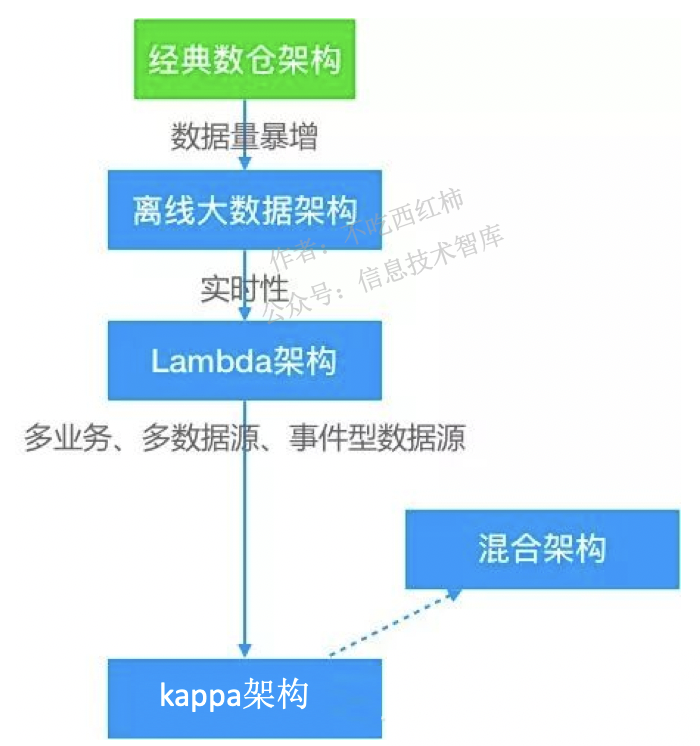 经典数仓架构
数据量暴增
离线大数据架构
作者：不吃西红柿
公众号：信息技术智库
实时性
Lambda架构
多业务、多数据源、事件型数据源
混合架构
kappa架构